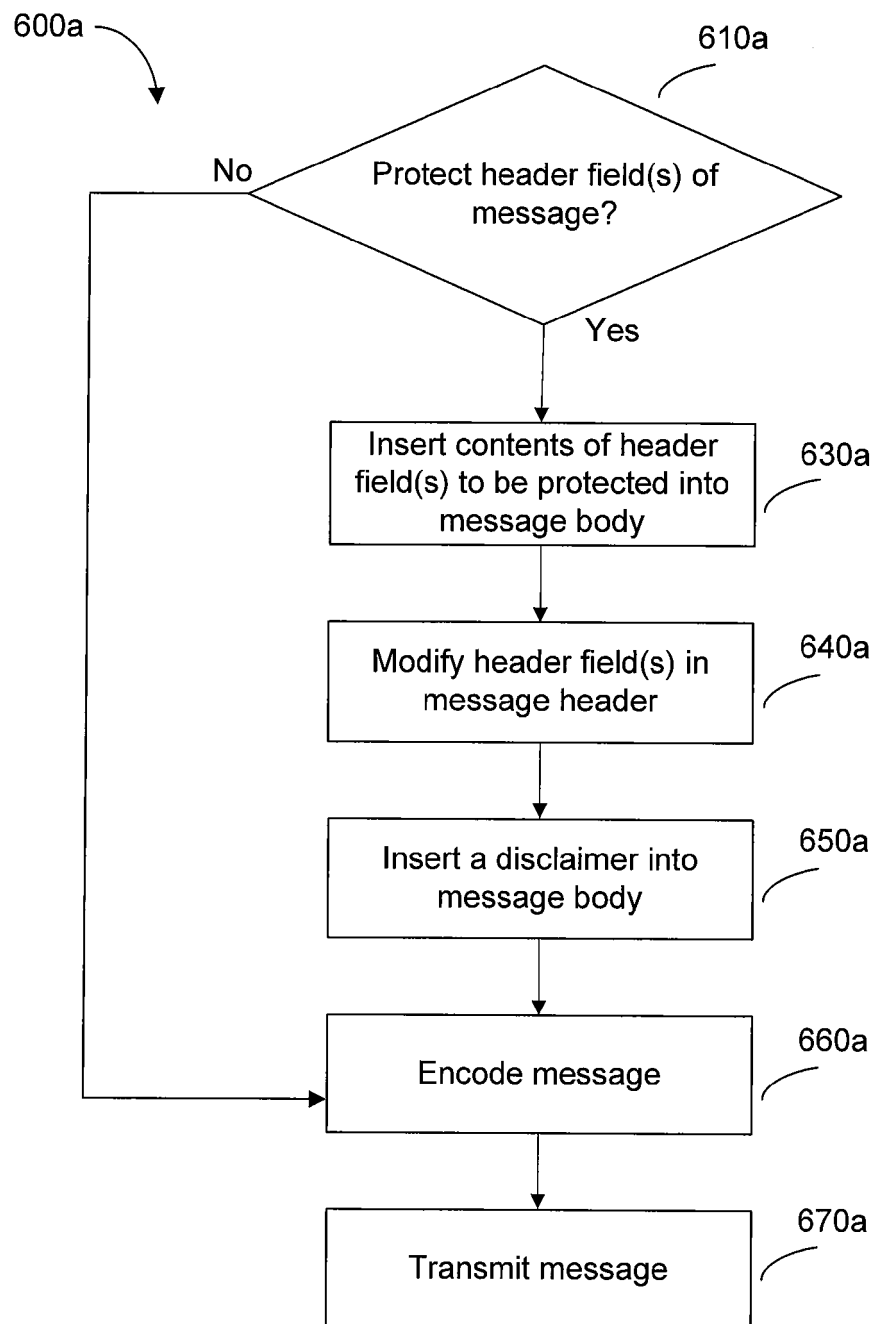 600a
610a
No
Protect header field(s) of
message?
Yes
Insert contents of header
field(s) to be protected into
message body
630a
Modify header field(s) in
message header
640a
Insert a disclaimer into
message body
650a
Encode message
660a
Transmit message
670a